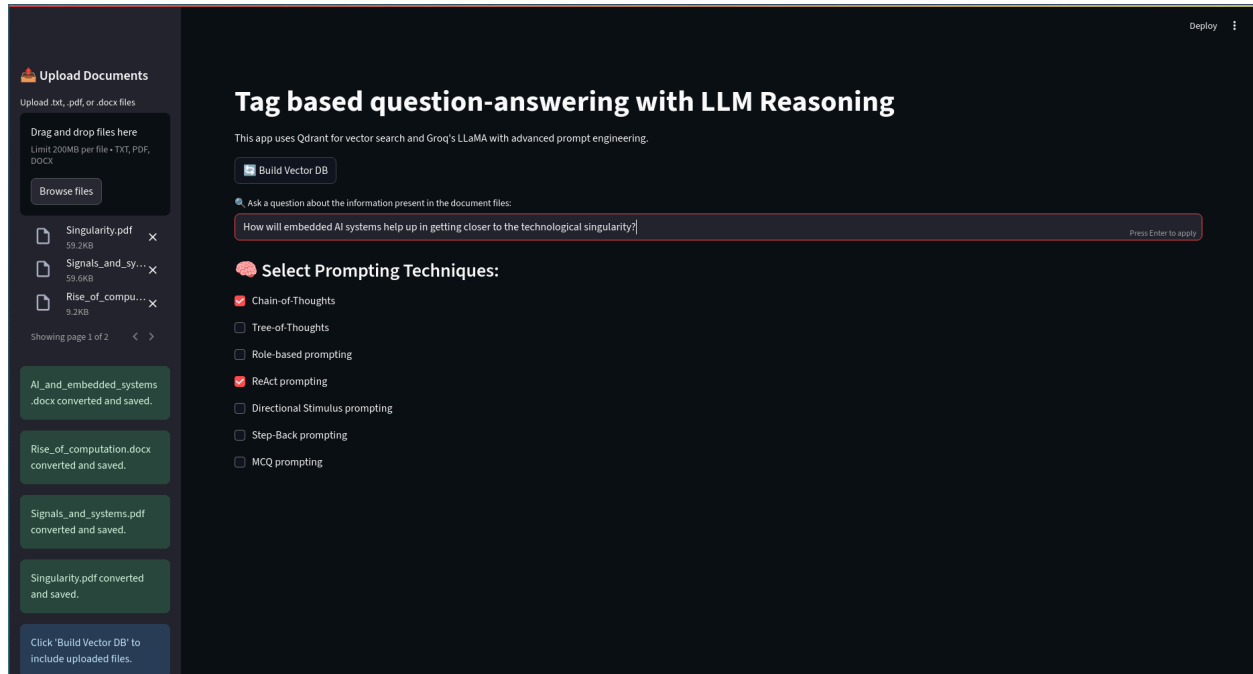 Deploy
Upload Documents
Upload .txt, .pdf, or .docx files
Drag and drop files here
Limit 200MB per file • TXT, PDF,
DOCX
Browse files
Singularity.pdf
59.2KB
Signals_and_sy...
59.6KB
Rise_of_compu...
9.2KB
Showing page 1 of 2
AI_and_embedded_systems
.docx converted and saved.
Rise_of_computation.docx
converted and saved.
Signals_and_systems.pdf
converted and saved.
Singularity.pdf converted
and saved.
Click 'Build Vector DB' to
include uploaded files.
Tag based question-answering with LLM Reasoning
This app uses Qdrant for vector search and Groq's LLaMA with advanced prompt engineering.
Build Vector DB
Ask a question about the information present in the document files:
How will embedded AI systems help up in getting closer to the technological singularity?
Press Enter to apply
Select Prompting Techniques:
Chain-of-Thoughts
Tree-of-Thoughts
Role-based prompting
ReAct prompting
Directional Stimulus prompting
Step-Back prompting
MCQ prompting